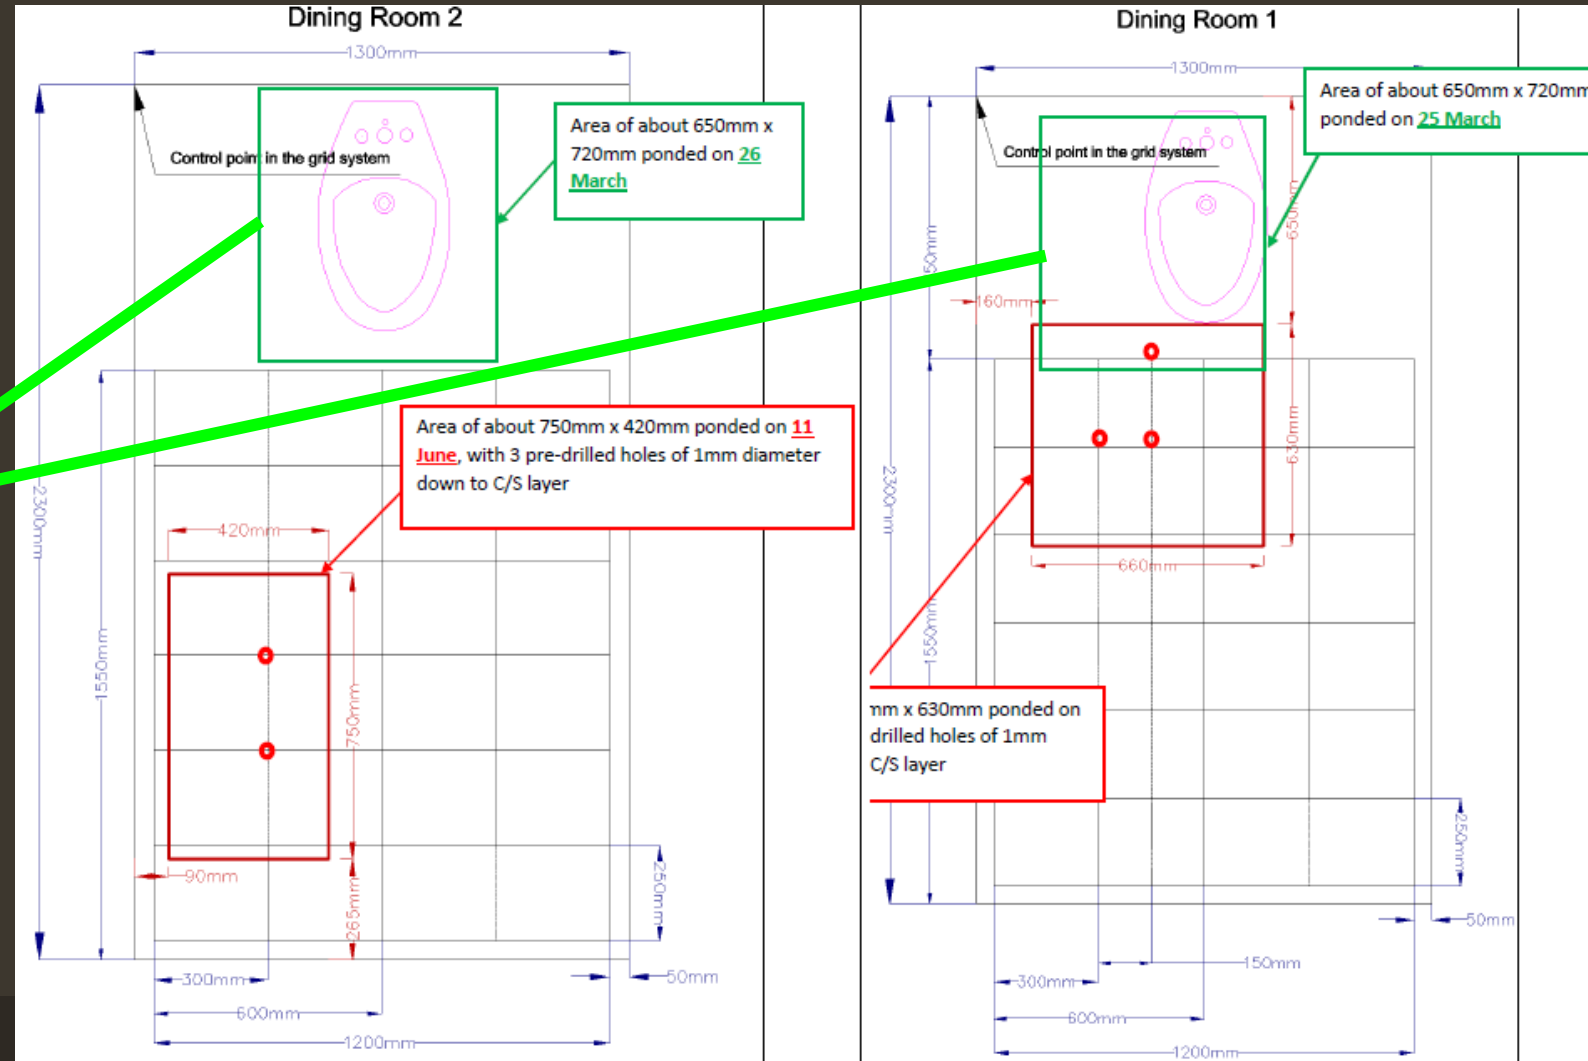 Dining Room 2
1300mm
Control point in the grid system
Area of about 650mm x
720mm ponded on 26
March
2300mm
Area of about 750mm x 420mm ponded on 11
June, with 3 pre-drilled holes of 1mm diameter
down to C/S layer
420mm
1550mm
750mm
90mm
265mm
250mm
300mm
50mm
600mm
1200mm
Dining Room 1
1300mm
Area of about 650mm x 720mm
ponded on 25 March
Control point in the grid system
650mm
50mm
160mm
2300mm
630mm
660mm
1550mm
mm x 630mm ponded on
drilled holes of 1mm
C/S layer
250mm
50mm
150mm
300mm
600mm
1200mm